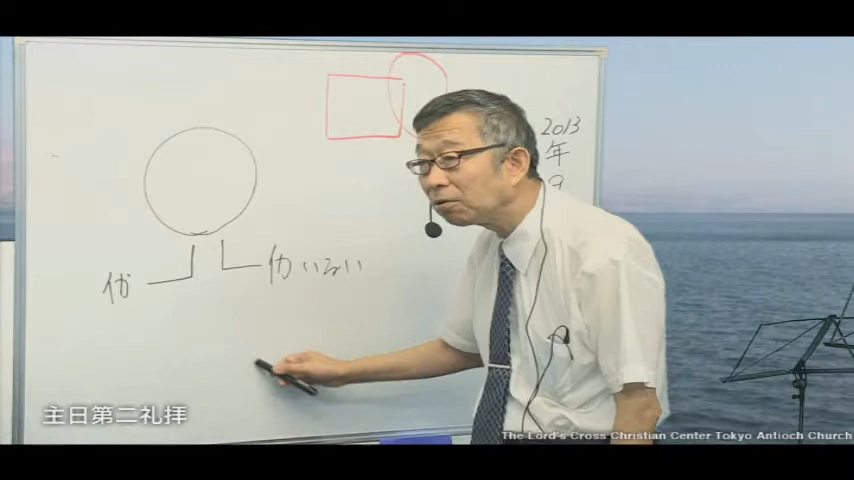 2013
年
9
主日第二礼拝
The Lord's Cross Christian Center Tokyo Antioch Church